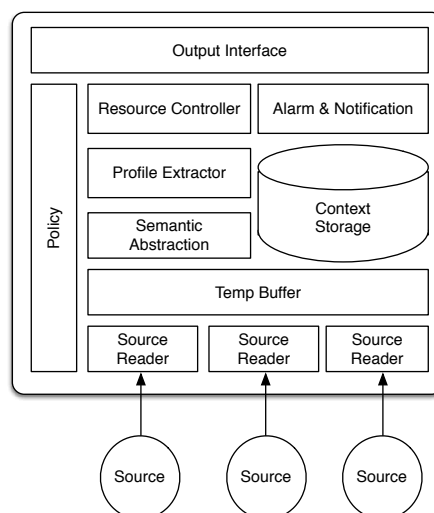 Output Interface
Resource Controller
Alarm & Notification
Policy
Profile Extractor
Context
Storage
Semantic
Abstraction
Temp Buffer
Source
Reader
Source
Reader
Source
Reader
Source
Source
Source